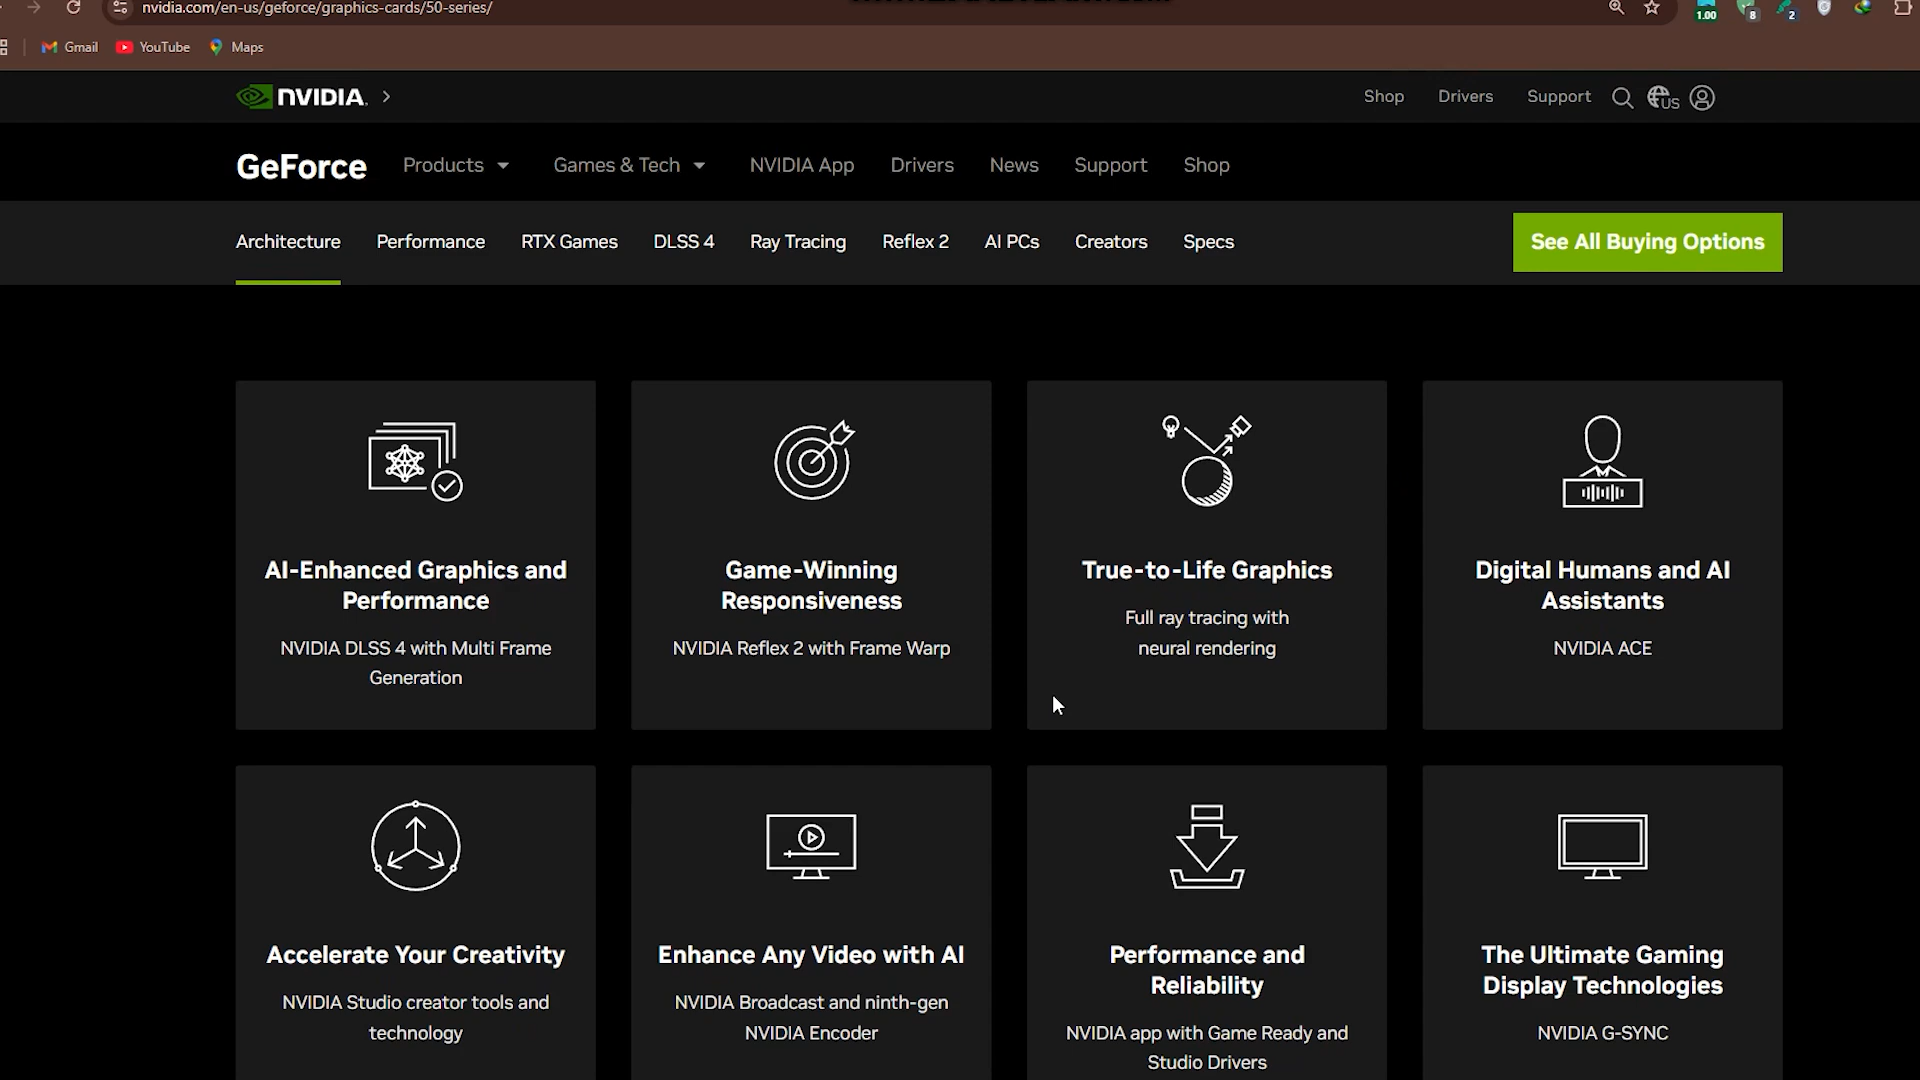 nvidia.com/en-us/geforce/graphics-cards/50-series/
1.00
8
2
Gmail
YouTube
Maps
NVIDIA.
Shop
Drivers
Support
US
GeForce
Products
Games & Tech
NVIDIA App
Drivers
News
Support
Shop
Architecture
Performance
RTX Games
DLSS 4
Ray Tracing
Reflex 2
AI PCs
Creators
Specs
See All Buying Options
AI-Enhanced Graphics and
Performance
NVIDIA DLSS 4 with Multi Frame
Generation
Game-Winning
Responsiveness
NVIDIA Reflex 2 with Frame Warp
True-to-Life Graphics
Full ray tracing with
neural rendering
Digital Humans and AI
Assistants
NVIDIA ACE
Accelerate Your Creativity
NVIDIA Studio creator tools and
technology
Enhance Any Video with AI
NVIDIA Broadcast and ninth-gen
NVIDIA Encoder
Performance and
Reliability
NVIDIA app with Game Ready and
Studio Drivers
The Ultimate Gaming
Display Technologies
NVIDIA G-SYNC